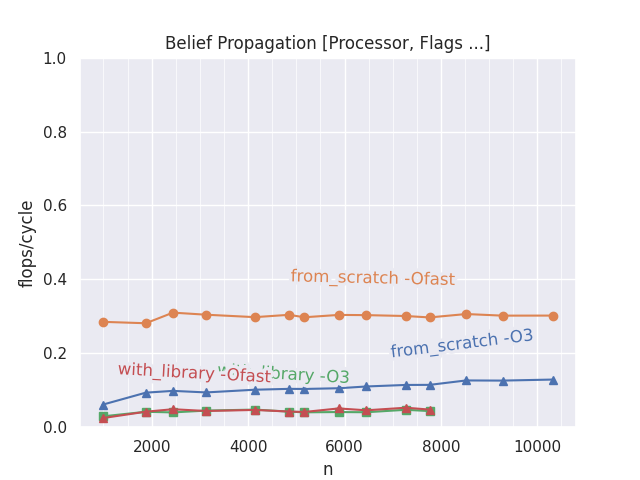 Belief Propagation [Processor, Flags ...]
1.0
0.8
0.6
0.4
0.2
0.0
flops/cycle
from_scratch -Ofast
from_scratch -O3
with_library -O3
with_library -Ofast
2000 4000 6000 8000 10000
n